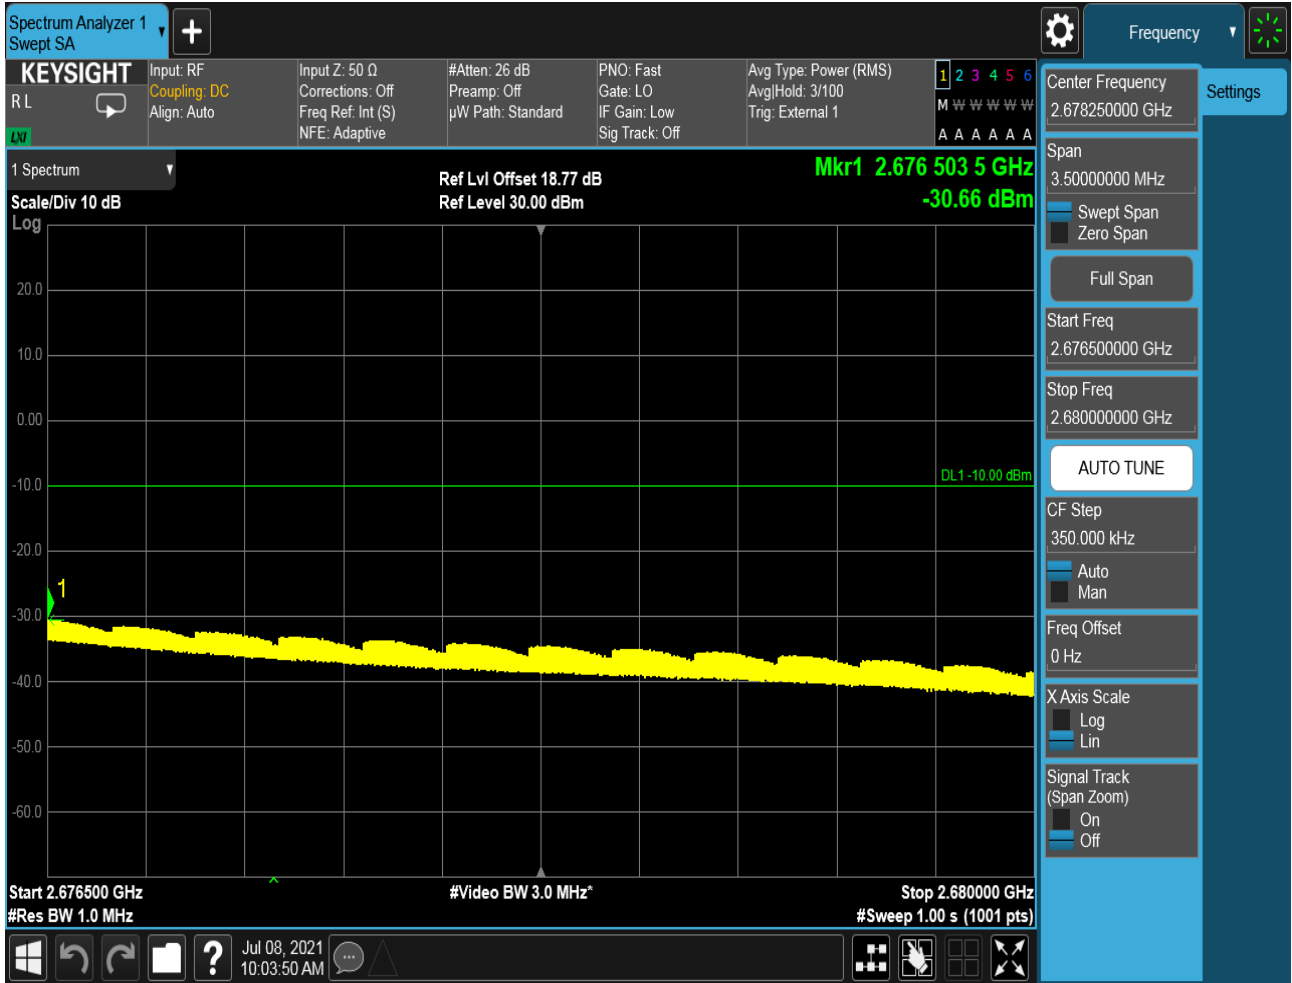 Spectrum Analyzer 1
Swept SA
Frequency
KEYSIGHT
R L
LXI
Input: RF
Coupling: DC
Align: Auto
Input Z: 50 Ω
Corrections: Off
Freq Ref: Int (S)
NFE: Adaptive
#Atten: 26 dB
Preamp: Off
µW Path: Standard
PNO: Fast
Gate: LO
IF Gain: Low
Sig Track: Off
Avg Type: Power (RMS)
Avg|Hold: 3/100
Trig: External 1
1 2 3 4 5 6
M W W W W W
A A A A A A
1 Spectrum
Scale/Div 10 dB
Log
Ref Lvl Offset 18.77 dB
Ref Level 30.00 dBm
Mkr1 2.676 503 5 GHz
-30.66 dBm
20.0
10.0
0.00
-10.0
-20.0
-30.0
-40.0
-50.0
-60.0
DL1 -10.00 dBm
1
Start 2.676500 GHz
#Res BW 1.0 MHz
#Video BW 3.0 MHz*
Stop 2.680000 GHz
#Sweep 1.00 s (1001 pts)
Center Frequency
2.678250000 GHz
Span
3.50000000 MHz
Swept Span
Zero Span
Full Span
Start Freq
2.676500000 GHz
Stop Freq
2.680000000 GHz
AUTO TUNE
CF Step
350.000 kHz
Auto
Man
Freq Offset
0 Hz
X Axis Scale
Log
Lin
Signal Track
(Span Zoom)
On
Off
Settings
?
Jul 08, 2021
10:03:50 AM